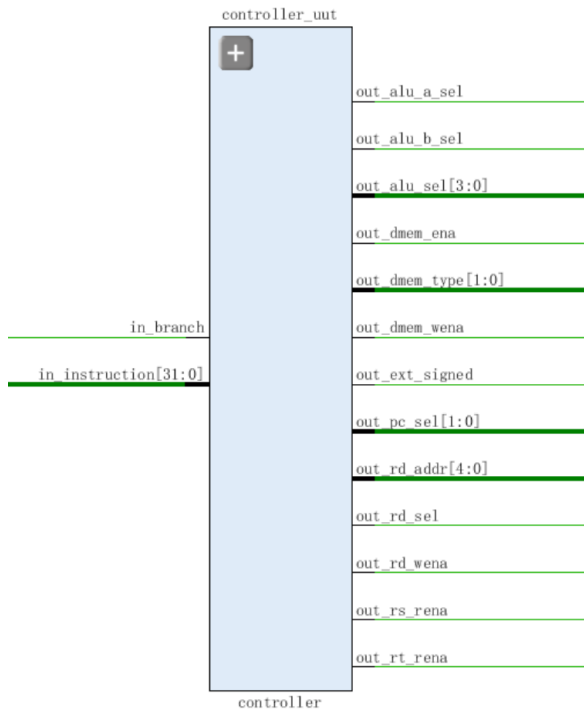 controller_uut
out_alu_a_sel
out_alu_b_sel
out_alu_sel[3:0]
out_dmem_ena
out_dmem_type[1:0]
in_branch
out_dmem_wena
in_instruction[31:0]
out_ext_signed
out_pc_sel[1:0]
out_rd_addr[4:0]
out_rd_sel
out_rd_wena
out_rs_rena
out_rt_rena
controller